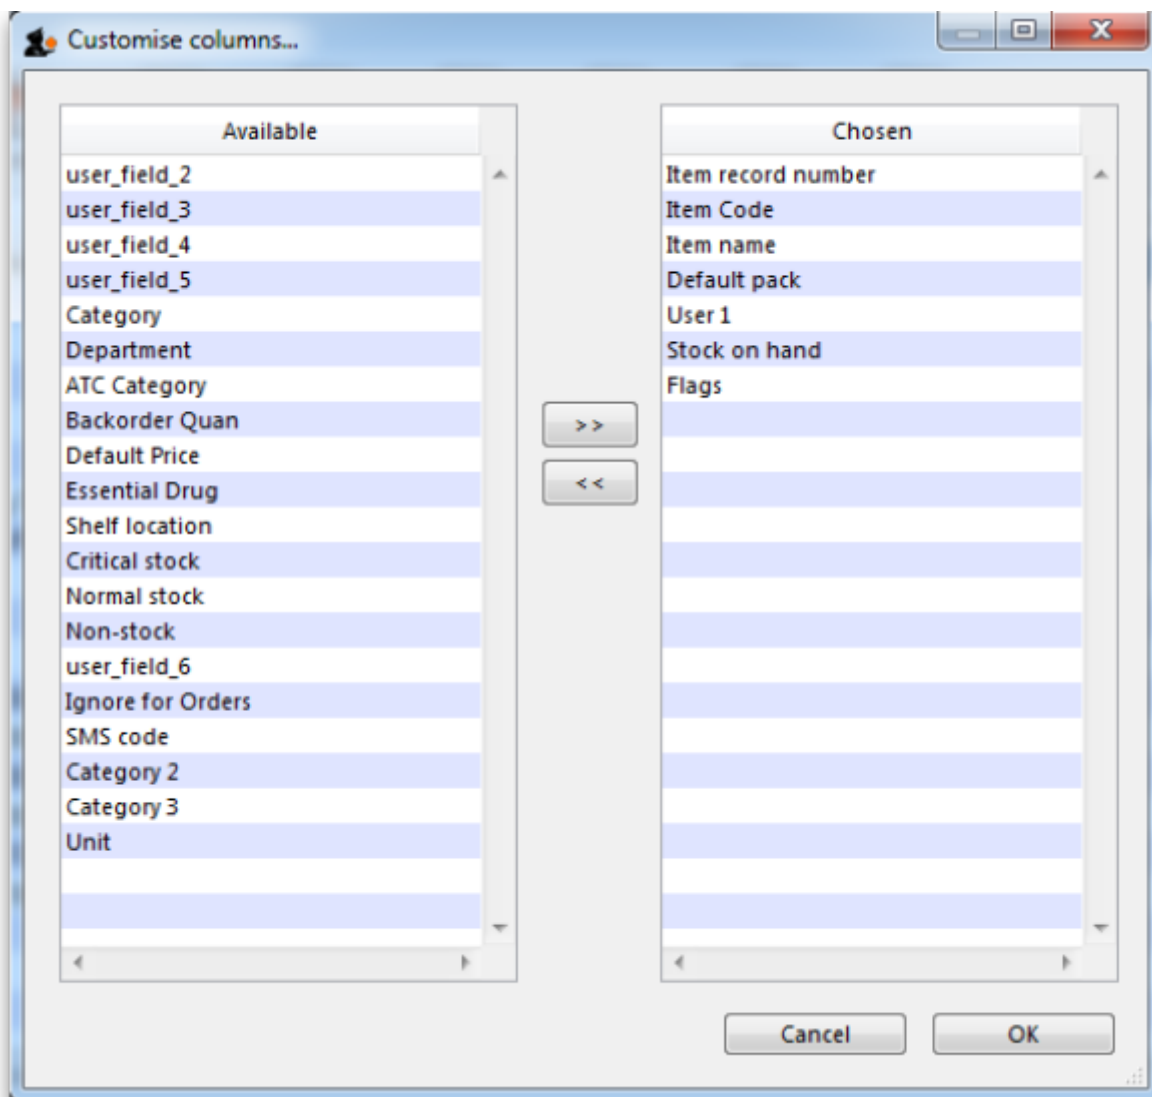 Customise columns...
Available
user_field_2
user_field_3
user_field_4
user_field_5
Category
Department
ATC Category
Backorder Quan
Default Price
Essential Drug
Shelf location
Critical stock
Normal stock
Non-stock
user_field_6
Ignore for Orders
SMS code
Category 2
Category 3
Unit
>>
<<
Chosen
Item record number
Item Code
Item name
Default pack
User 1
Stock on hand
Flags
Cancel
OK